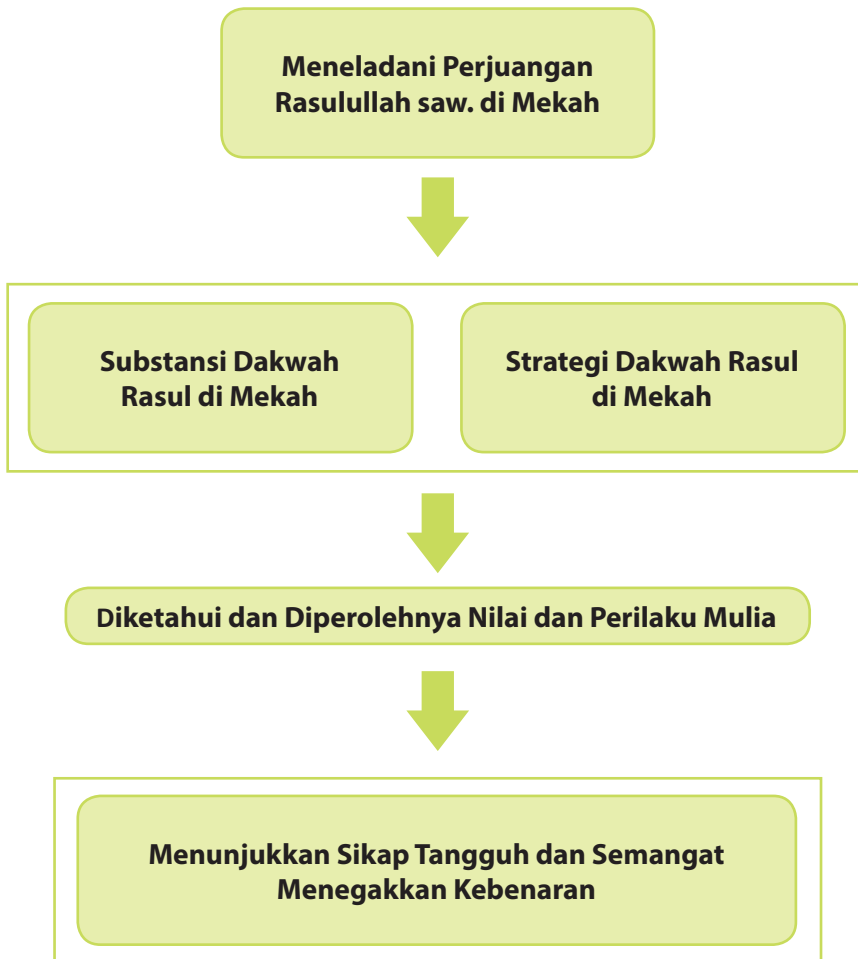 Meneladani Perjuangan
Rasulullah saw. di Mekah
Substansi Dakwah
Rasul di Mekah
Strategi Dakwah Rasul
di Mekah
Diketahui dan Diperolehnya Nilai dan Perilaku Mulia
Menunjukkan Sikap Tangguh dan Semangat
Menegakkan Kebenaran